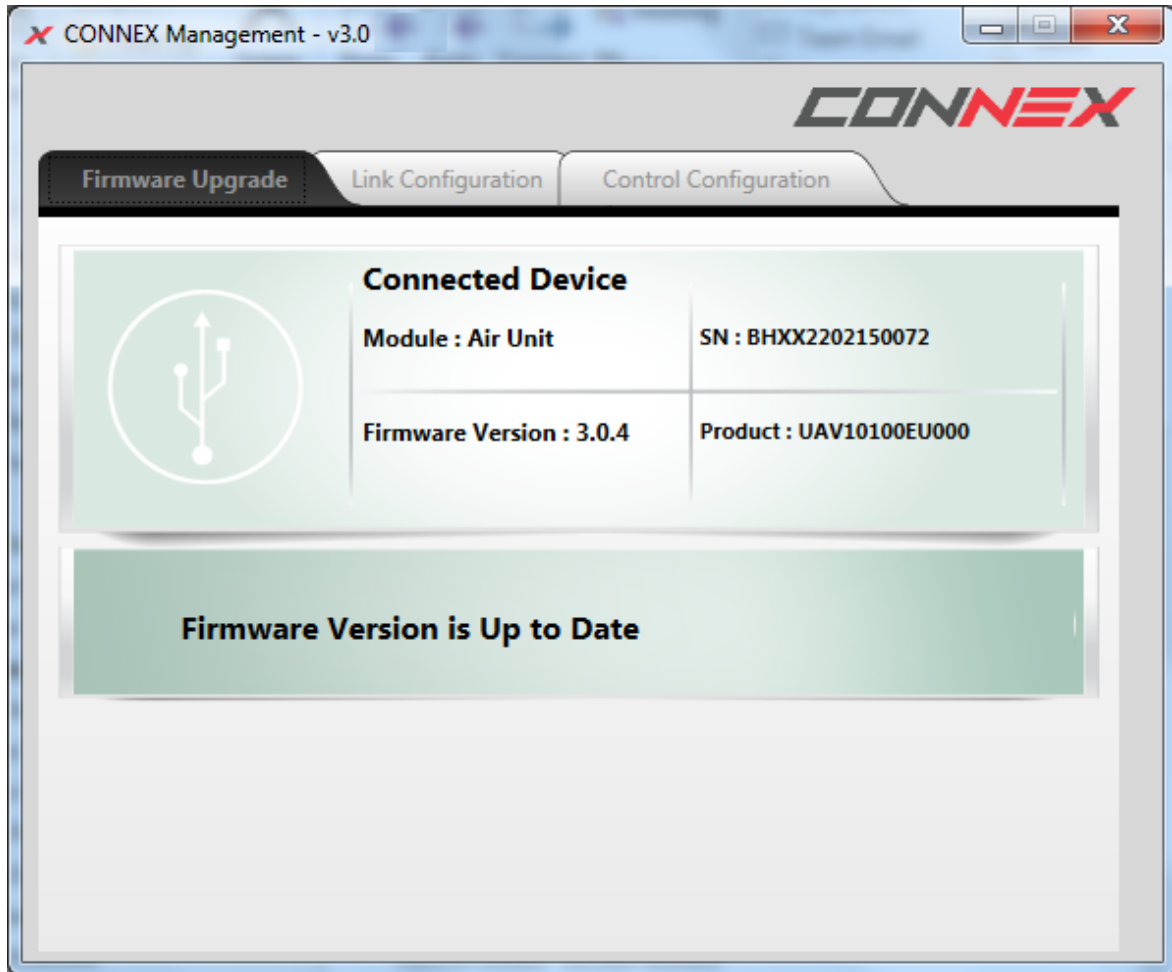 CONNEX Management - v3.0
CONNEX
Firmware Upgrade
Link Configuration
Control Configuration
Connected Device
Module : Air Unit
SN : BHXX2202150072
Firmware Version : 3.0.4
Product : UAV10100EU000
Firmware Version is Up to Date